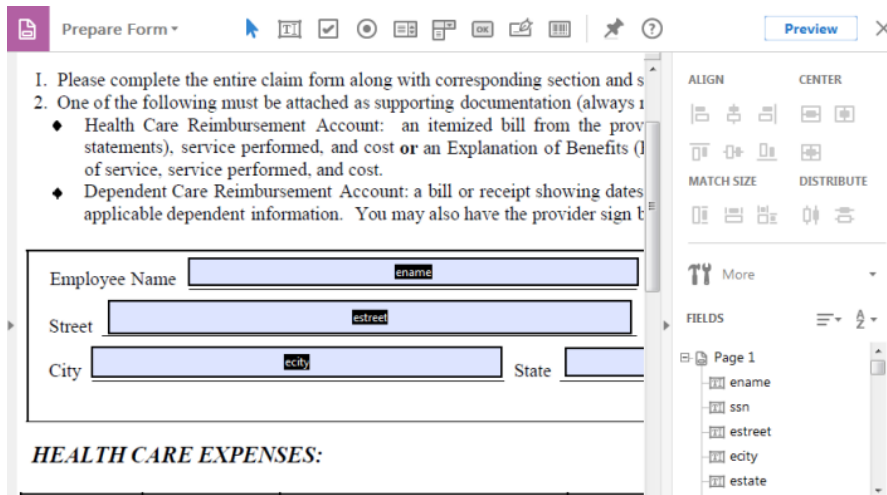 Prepare Form
OK
Preview
1. Please complete the entire claim form along with corresponding section and s
2. One of the following must be attached as supporting documentation (always
Health Care Reimbursement Account: an itemized bill from the prov
statements), service performed, and cost or an Explanation of Benefits (
of service, service performed, and cost.
Dependent Care Reimbursement Account: a bill or receipt showing dates
applicable dependent information. You may also have the provider sign b
Employee Name ename
Street estreet
City ecity State
HEALTH CARE EXPENSES:
ALIGN CENTER
MATCH SIZE DISTRIBUTE
More
FIELDS
Page 1
ename
ssn
estreet
ecity
estate